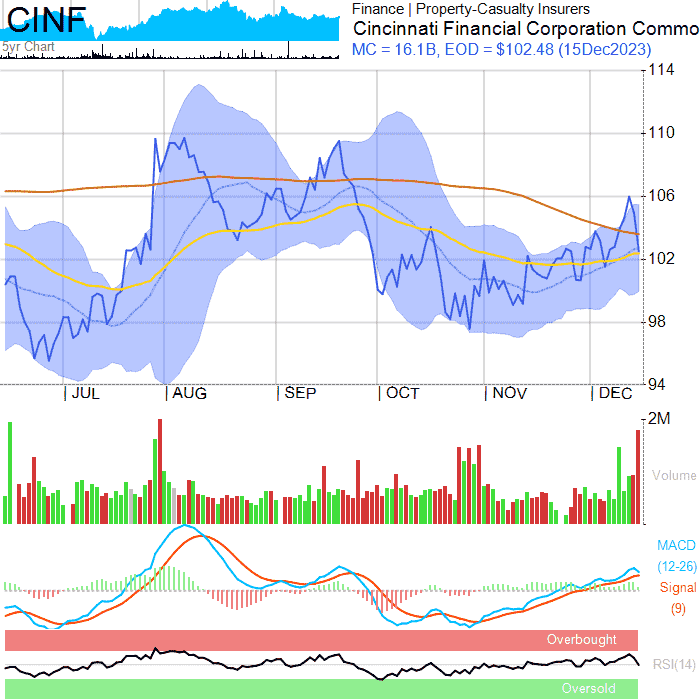 CINF
5yr Chart
Finance | Property-Casualty Insurers
Cincinnati Financial Corporation Commo
MC = 16.1B, EOD = $102.48 (15Dec2023)
114
110
106
102
98
94
JUL
AUG
SEP
OCT
NOV
DEC
2M
Volume
MACD
(12-26)
Signal
(9)
Overbought
RSI(14)
Oversold